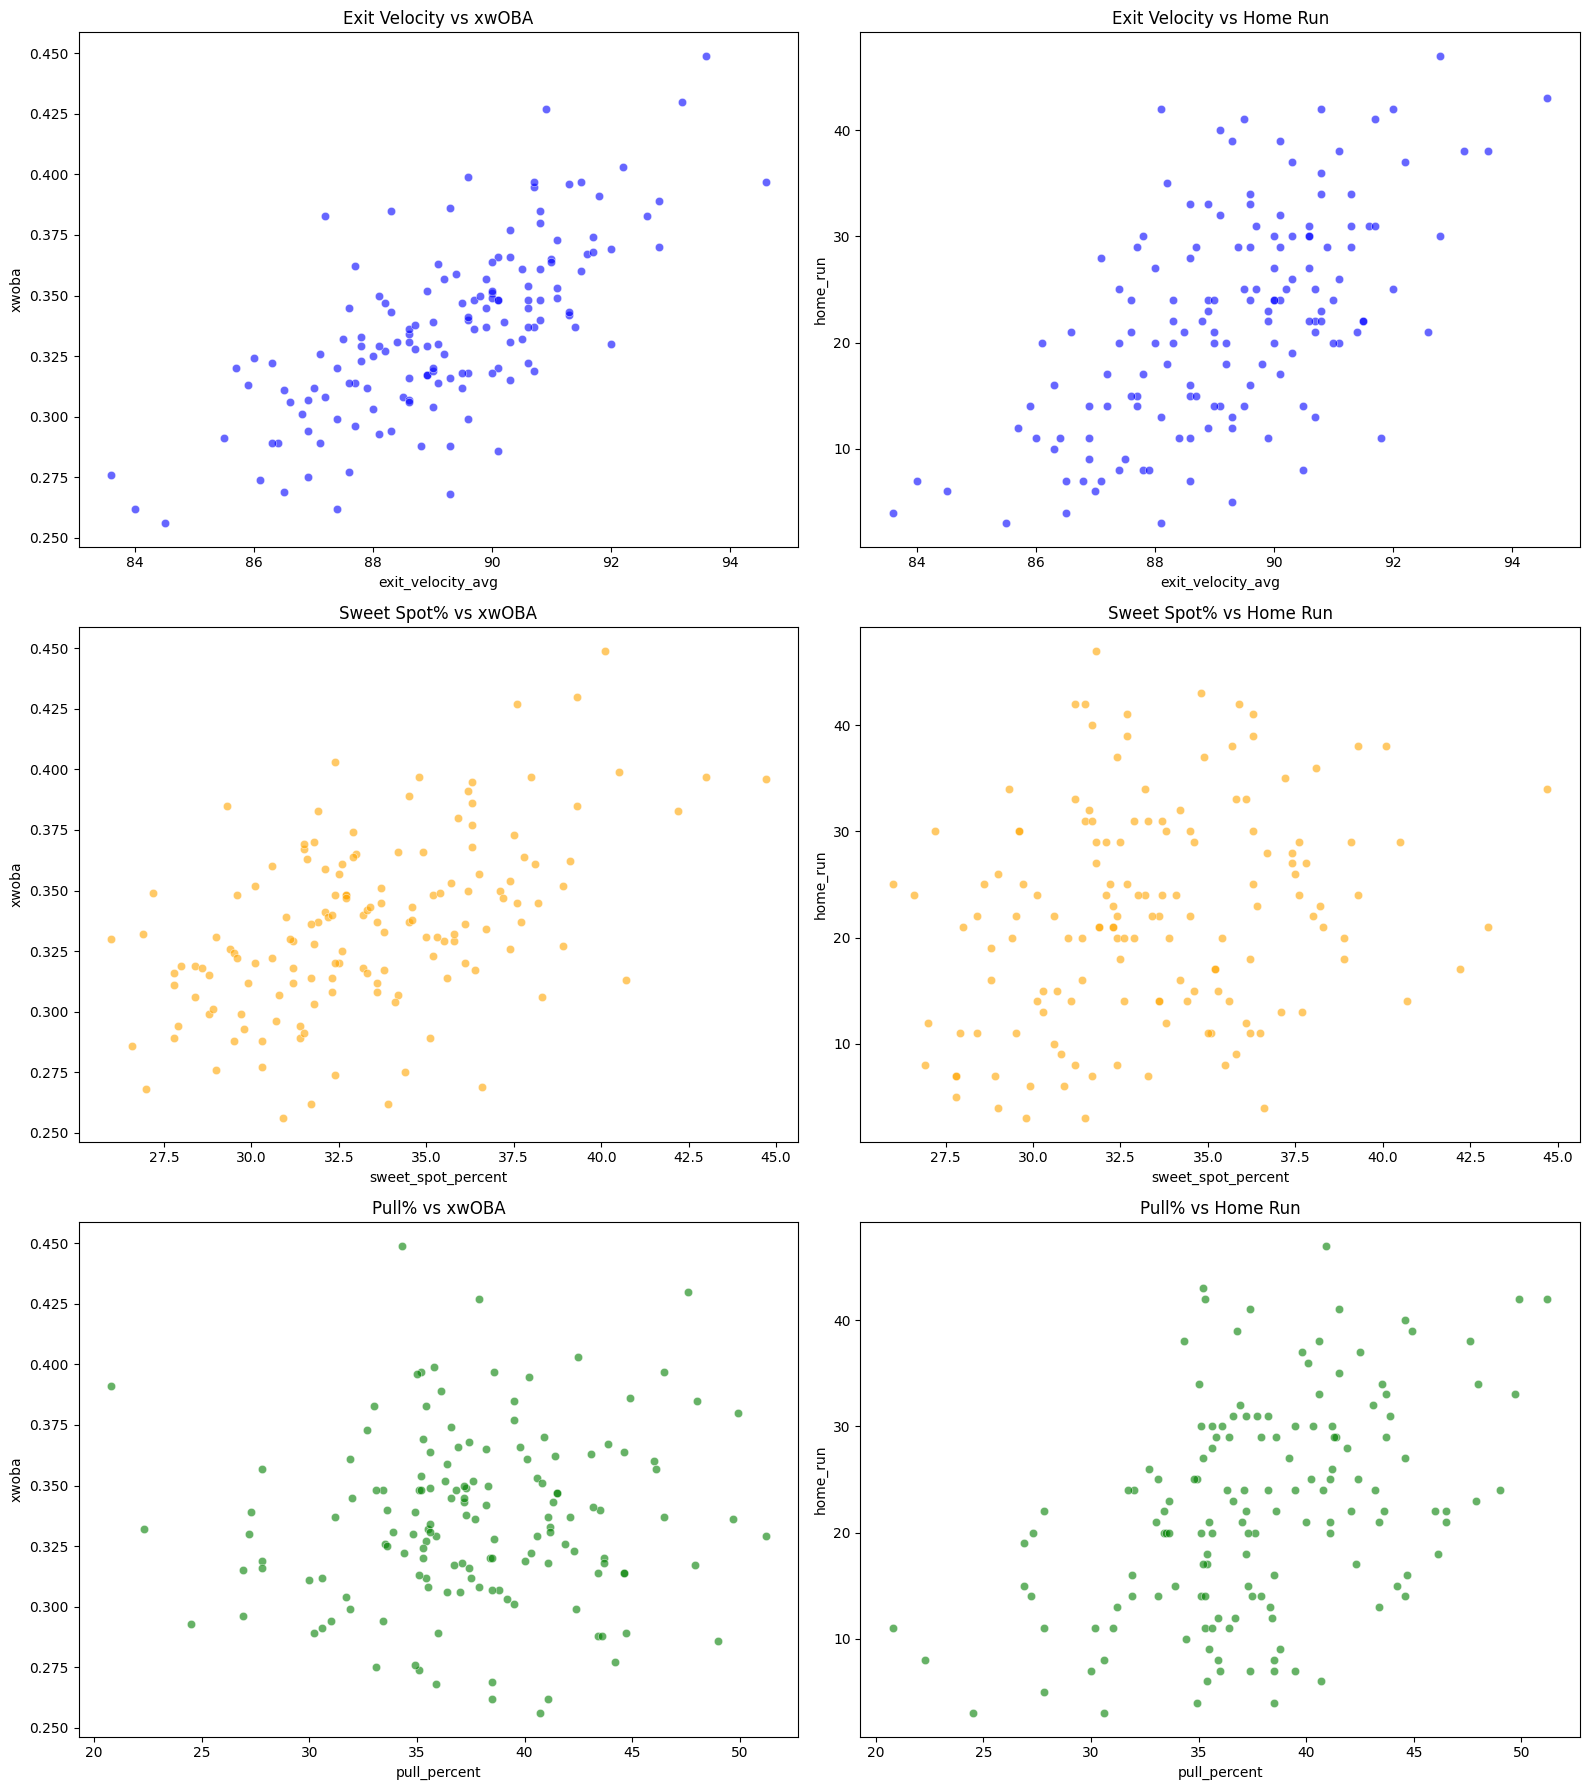 Exit Velocity vs xwOBA
xwoba
0.450
0.425
0.400
0.375
0.350
0.325
0.300
0.275
0.250
84 86 88 90 92 94
exit_velocity_avg
Exit Velocity vs Home Run
home_run
40
30
20
10
84 86 88 90 92 94
exit_velocity_avg
Sweet Spot% vs xwOBA
xwoba
0.450
0.425
0.400
0.375
0.350
0.325
0.300
0.275
0.250
27.5 30.0 32.5 35.0 37.5 40.0 42.5 45.0
sweet_spot_percent
Sweet Spot% vs Home Run
home_run
40
30
20
10
27.5 30.0 32.5 35.0 37.5 40.0 42.5 45.0
sweet_spot_percent
Pull% vs xwOBA
xwoba
0.450
0.425
0.400
0.375
0.350
0.325
0.300
0.275
0.250
20 25 30 35 40 45 50
pull_percent
Pull% vs Home Run
home_run
40
30
20
10
20 25 30 35 40 45 50
pull_percent